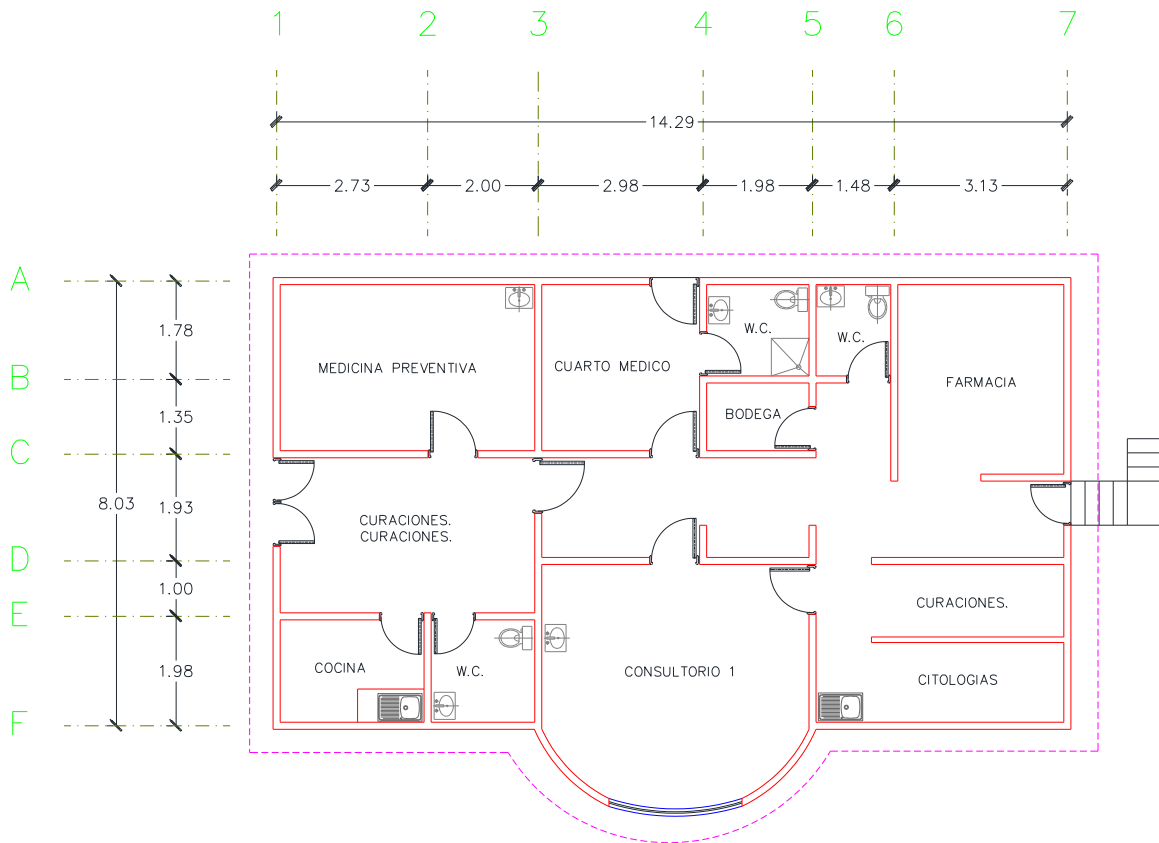 1 2 3 4 5 6 7
14.29
2.73 2.00 2.98 1.98 1.48 3.13
A
1.78
W.C.
W.C.
MEDICINA PREVENTIVA
CUARTO MEDICO
B
FARMACIA
1.35
BODEGA
C
8.03
1.93
CURACIONES.
CURACIONES.
D
1.00
CURACIONES.
E
1.98
COCINA
W.C.
CONSULTORIO 1
CITOLOGIAS
F